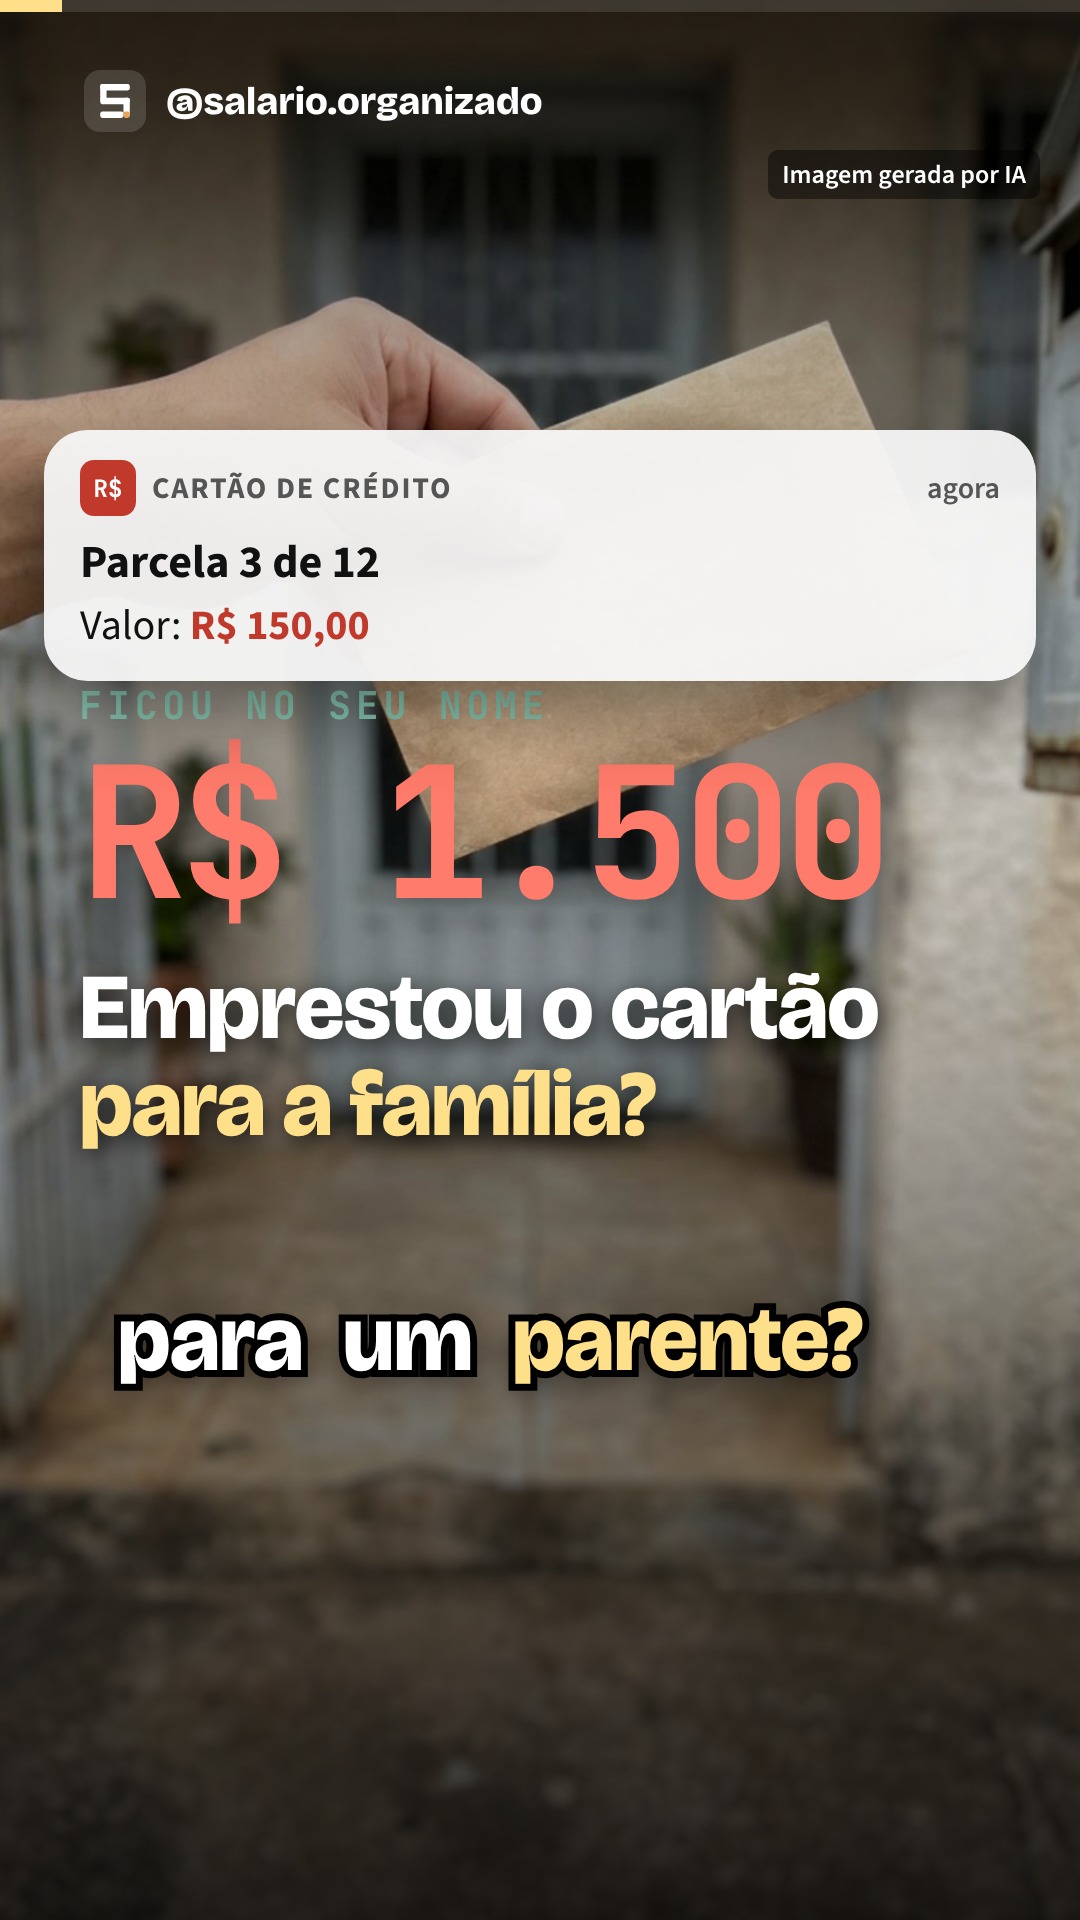 @salario.organizado
Imagem gerada por IA
R$ CARTÃO DE CRÉDITO agora
Parcela 3 de 12
Valor: R$ 150,00
FICOU NO SEU NOME
R$ 1.500
Emprestou o cartão
para a família?
para um parente?